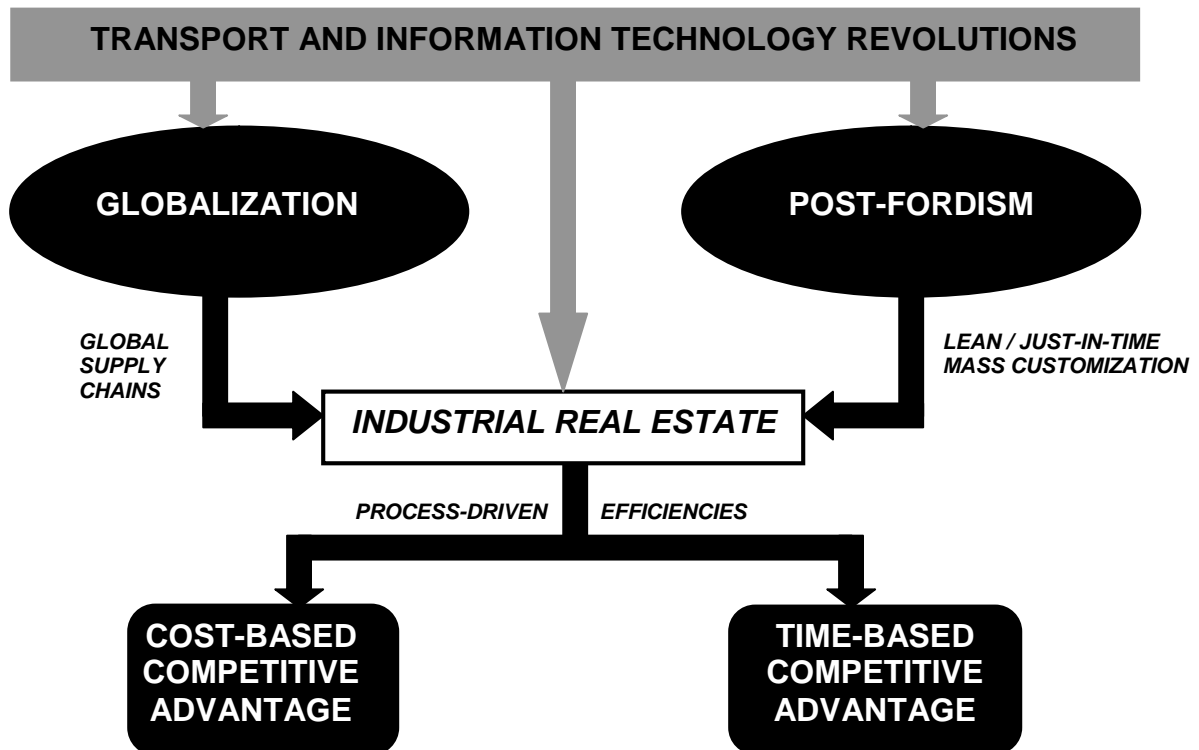 TRANSPORT AND INFORMATION TECHNOLOGY REVOLUTIONS
GLOBALIZATION
POST-FORDISM
GLOBAL
SUPPLY
CHAINS
LEAN / JUST-IN-TIME
MASS CUSTOMIZATION
INDUSTRIAL REAL ESTATE
PROCESS-DRIVEN EFFICIENCIES
COST-BASED
COMPETITIVE
ADVANTAGE
TIME-BASED
COMPETITIVE
ADVANTAGE